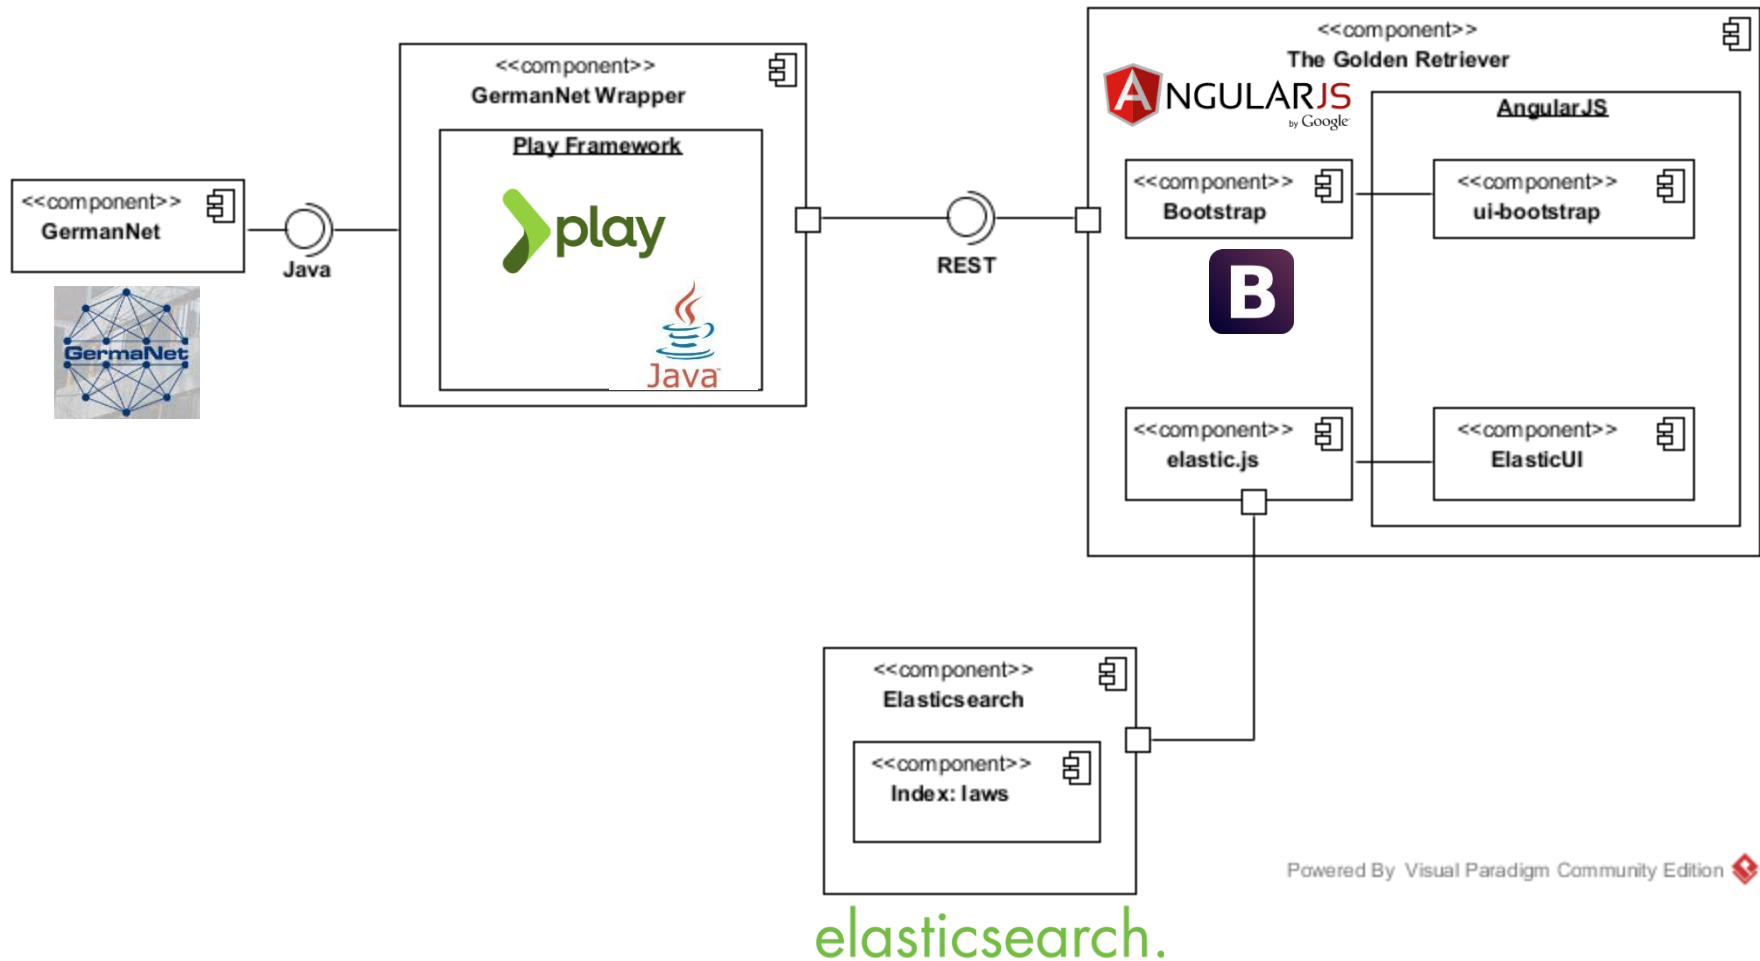 <<component>>
GermanNet
GermaNet
Java
<<component>>
GermanNet Wrapper
Play Framework
play
Java
REST
<<component>>
The Golden Retriever
ANGULARJS
by Google
AngularJS
<<component>>
Bootstrap
B
<<component>>
ui-bootstrap
<<component>>
elastic.js
<<component>>
ElasticUI
<<component>>
Elasticsearch
<<component>>
Index: laws
elasticsearch.
Powered By Visual Paradigm Community Edition